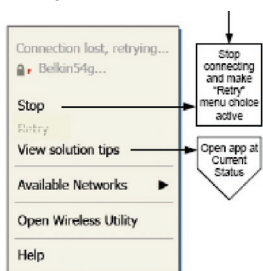 Connection lost, retrying...
Belkin54g...
Stop
Retry
View solution tips
Available Networks
Open Wireless Utility
Help
Stop
connecting
and make
"Retry"
menu choice
active
Open app at
Current
Status